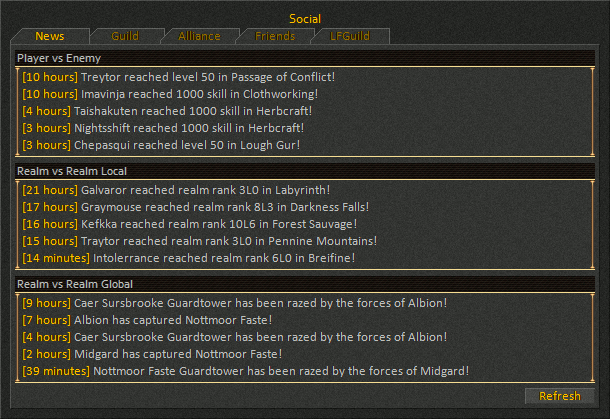 Social
News Guild Alliance Friends LFGuild
Player vs Enemy
[10 hours] Treytor reached level 50 in Passage of Conflict!
[10 hours] Imavinja reached 1000 skill in Clothworking!
[4 hours] Taishakuten reached 1000 skill in Herbcraft!
[3 hours] Nightsshift reached 1000 skill in Herbcraft!
[3 hours] Chepasqui reached level 50 in Lough Gur!
Realm vs Realm Local
[21 hours] Galvaror reached realm rank 3L0 in Labyrinth!
[17 hours] Graymouse reached realm rank 8L3 in Darkness Falls!
[16 hours] Kefkka reached realm rank 10L6 in Forest Sauvage!
[15 hours] Traytor reached realm rank 3L0 in Pennine Mountains!
[14 minutes] Intolerrance reached realm rank 6L0 in Breifine!
Realm vs Realm Global
[9 hours] Caer Sursbrooke Guardtower has been razed by the forces of Albion!
[7 hours] Albion has captured Nottmoor Faste!
[4 hours] Caer Sursbrooke Guardtower has been razed by the forces of Albion!
[2 hours] Midgard has captured Nottmoor Faste!
[39 minutes] Nottmoor Faste Guardtower has been razed by the forces of Midgard!
Refresh